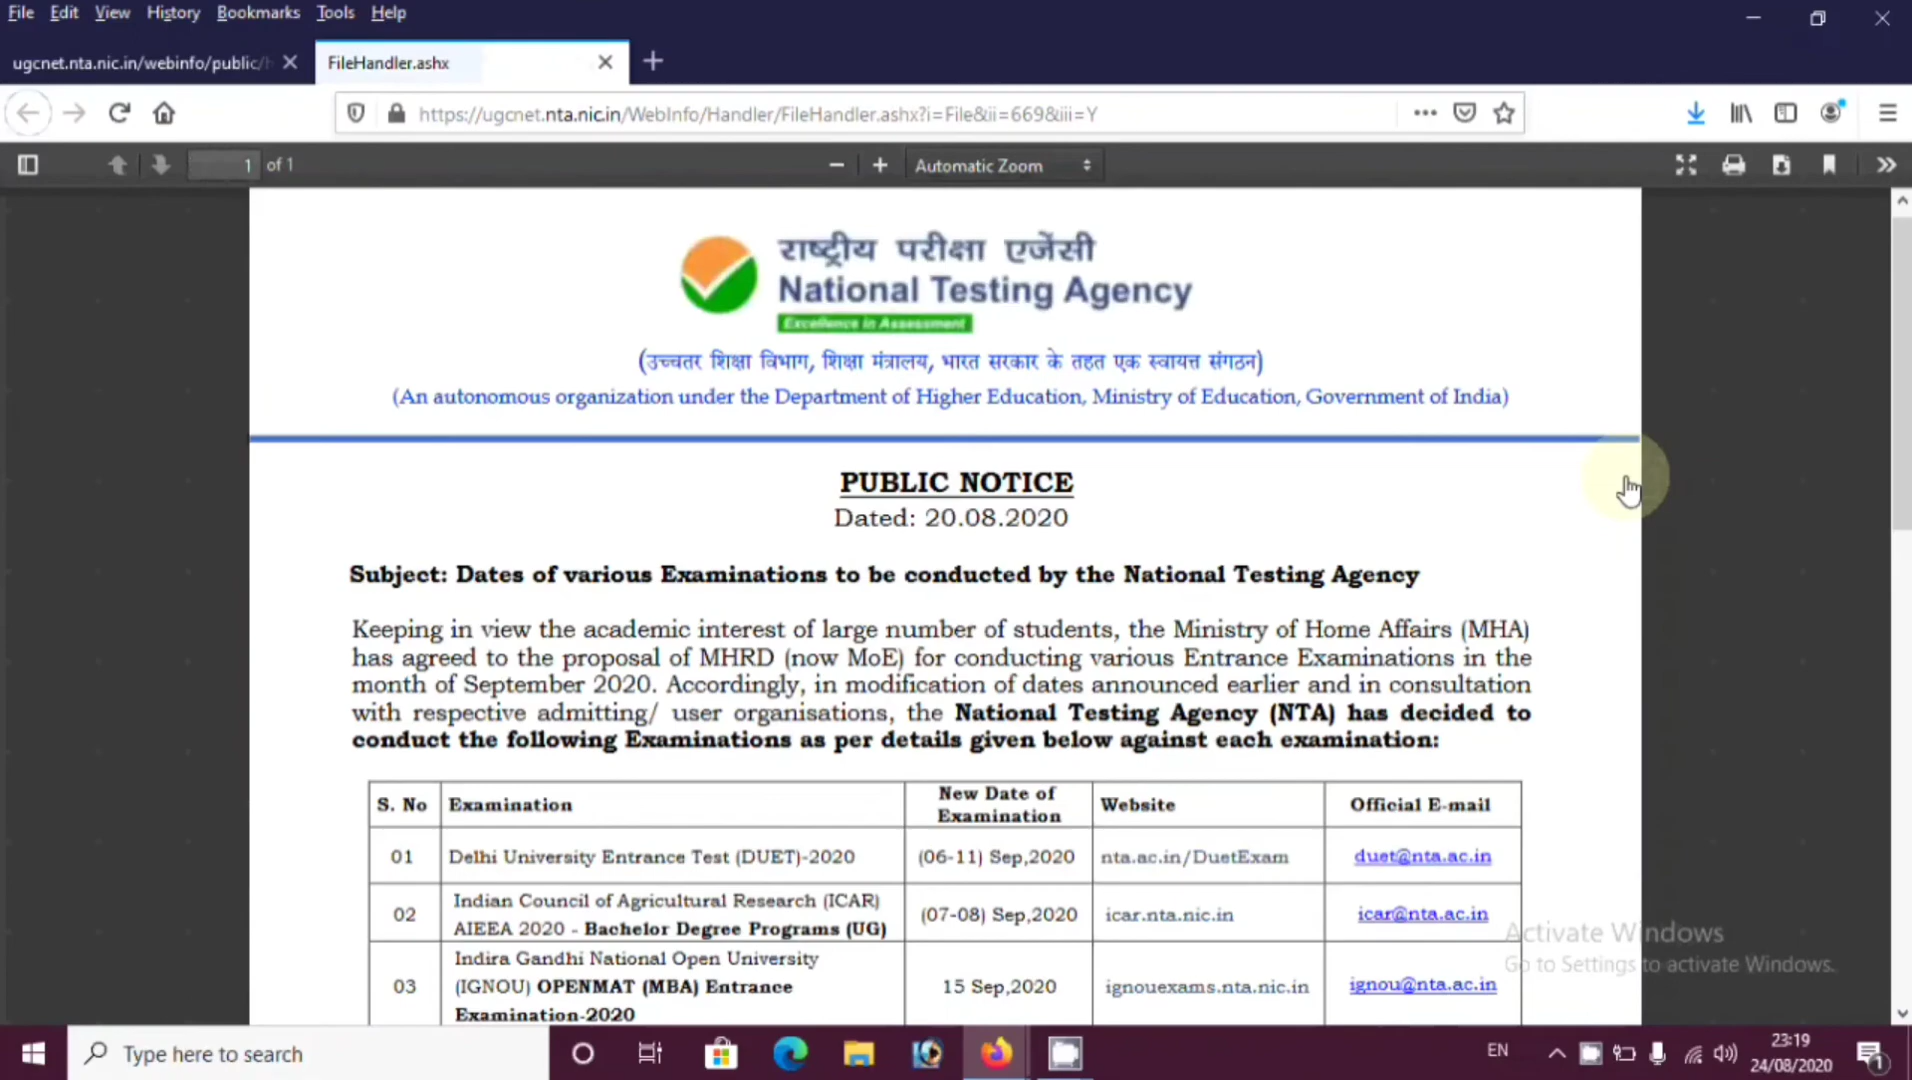 File Edit View History Bookmarks Tools Help
ugcnet.nta.nic.in/webinfo/public/
FileHandler.ashx
https://ugcnet.nta.nic.in/WebInfo/Handler/FileHandler.ashx?i=File&ii=669&iii=Y
1 of 1
Automatic Zoom
राष्ट्रीय परीक्षा एजेंसी
National Testing Agency
Excellence in Assessment
(उच्चतर शिक्षा विभाग, शिक्षा मंत्रालय, भारत सरकार के तहत एक स्वायत्त संगठन)
(An autonomous organization under the Department of Higher Education, Ministry of Education, Government of India)
PUBLIC NOTICE
Dated: 20.08.2020
Subject: Dates of various Examinations to be conducted by the National Testing Agency
Keeping in view the academic interest of large number of students, the Ministry of Home Affairs (MHA)
has agreed to the proposal of MHRD (now MoE) for conducting various Entrance Examinations in the
month of September 2020. Accordingly, in modification of dates announced earlier and in consultation
with respective admitting/ user organisations, the National Testing Agency (NTA) has decided to
conduct the following Examinations as per details given below against each examination:
S. No Examination New Date of Examination Website Official E-mail
01 Delhi University Entrance Test (DUET)-2020 (06-11) Sep,2020 nta.ac.in/DuetExam duet@nta.ac.in
02 Indian Council of Agricultural Research (ICAR)
AIEEA 2020 - Bachelor Degree Programs (UG) (07-08) Sep,2020 icar.nta.nic.in icar@nta.ac.in
03 Indira Gandhi National Open University
(IGNOU) OPENMAT (MBA) Entrance
Examination-2020 15 Sep,2020 ignouexams.nta.nic.in ignou@nta.ac.in
Activate Windows
Go to Settings to activate Windows.
Type here to search
EN
23:19
24/08/2020
1